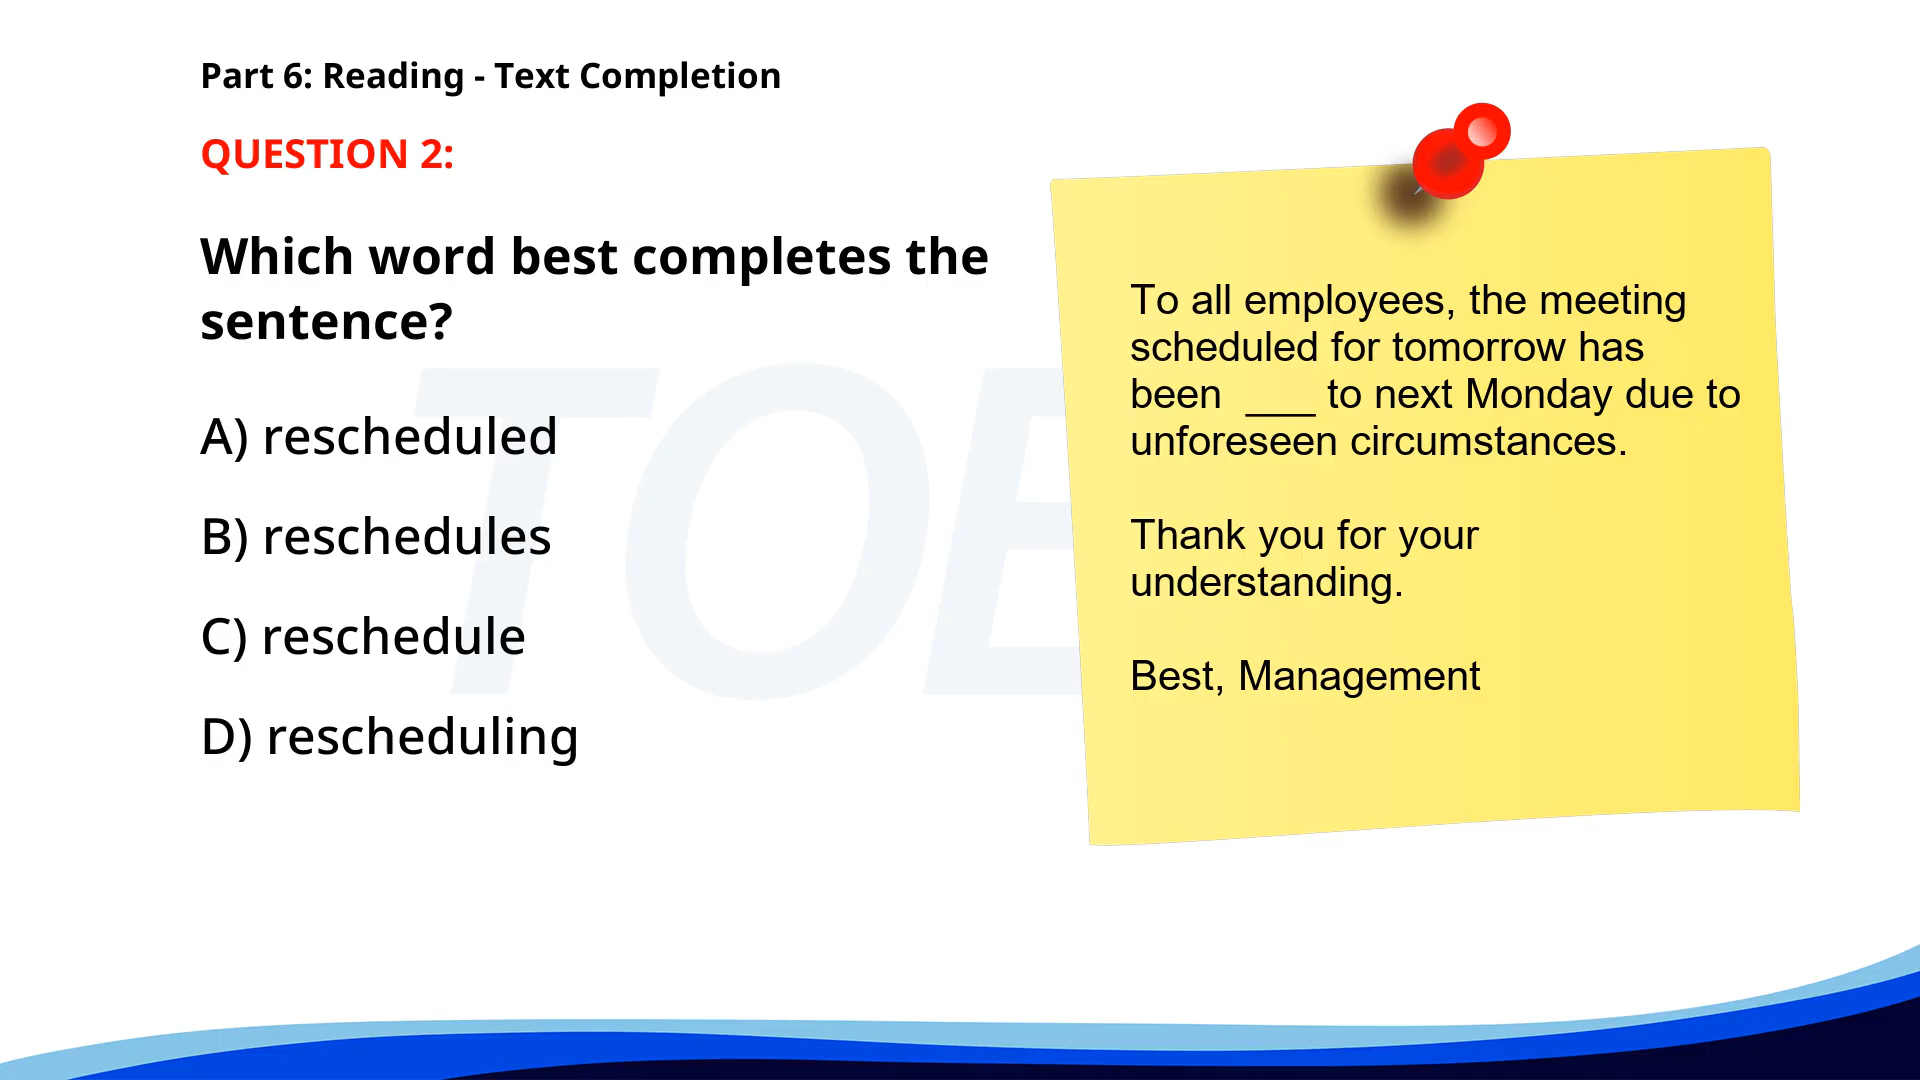 Part 6: Reading - Text Completion
QUESTION 2:
Which word best completes the
sentence?
A) rescheduled
B) reschedules
C) reschedule
D) rescheduling
To all employees, the meeting
scheduled for tomorrow has
been ___ to next Monday due to
unforeseen circumstances.
Thank you for your
understanding.
Best, Management
TOE